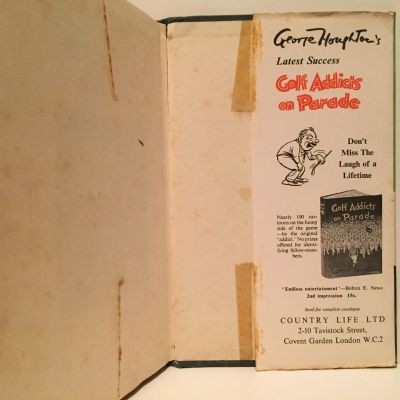 George Houghton's
Latest Success
Golf Addicts
on Parade
Don't
Miss The
Laugh of a
Lifetime
Golf Addicts
on Parade
Nearly 100 car-
toons on the funny
side of the game
—by the original
'addict.' No prizes
offered for identi-
fying fellow-mem-
bers.
'Endless entertainment'—Bolton E. News
2nd impression 15s.
Send for complete catalogue
COUNTRY LIFE LTD
2-10 Tavistock Street,
Covent Garden London W.C.2